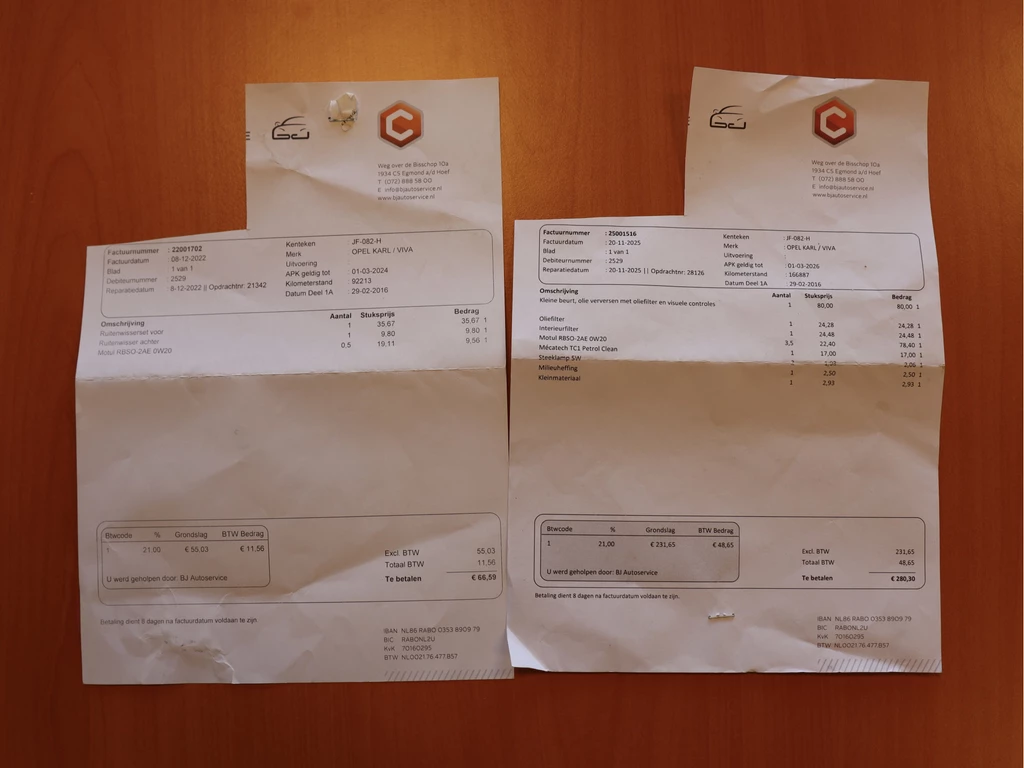 Weg over de Bisschop 10a
1934 CS Egmond a/d Hoef
T (072) 888 58 00
E info@bjautoservice.nl
www.bjautoservice.nl
Factuurnummer : 22001702
Factuurdatum : 08-12-2022
Blad : 1 van 1
Debiteurnummer : 2529
Reparatiedatum : 8-12-2022 || Opdrachtnr: 21342
Kenteken : JF-082-H
Merk : OPEL KARL / VIVA
Uitvoering :
APK geldig tot : 01-03-2024
Kilometerstand : 92213
Datum Deel 1A : 29-02-2016
Omschrijving Aantal Stuksprijs Bedrag
Ruitenwisserset voor 1 35,67 35,67 1
Ruitenwisser achter 1 9,80 9,80 1
Motul RBSO-2AE 0W20 0,5 19,11 9,56 1
Btwcode % Grondslag BTW Bedrag
1 21,00 € 55,03 € 11,56
U werd geholpen door: BJ Autoservice
Excl. BTW 55,03
Totaal BTW 11,56
Te betalen € 66,59
Betaling dient 8 dagen na factuurdatum voldaan te zijn.
IBAN NL86 RABO 0353 8909 79
BIC RABONL2U
KvK 70160295
BTW NL0021.76.477.B57
Weg over de Bisschop 10a
1934 CS Egmond a/d Hoef
T (072) 888 58 00
E info@bjautoservice.nl
www.bjautoservice.nl
Factuurnummer : 25001516
Factuurdatum : 20-11-2025
Blad : 1 van 1
Debiteurnummer : 2529
Reparatiedatum : 20-11-2025 || Opdrachtnr: 28126
Kenteken : JF-082-H
Merk : OPEL KARL / VIVA
Uitvoering :
APK geldig tot : 01-03-2026
Kilometerstand : 166887
Datum Deel 1A : 29-02-2016
Omschrijving Aantal Stuksprijs Bedrag
Kleine beurt, olie verversen met oliefilter en visuele controles 1 80,00 80,00 1
Oliefilter 1 24,28 24,28 1
Interieurfilter 1 24,48 24,48 1
Motul RBSO-2AE 0W20 3,5 22,40 78,40 1
Mécatech TC1 Petrol Clean 1 17,00 17,00 1
Steeklamp 5W 1 2,06 1
Milieuheffing 1 2,50 2,50 1
Kleinmateriaal 1 2,93 2,93 1
Btwcode % Grondslag BTW Bedrag
1 21,00 € 231,65 € 48,65
U werd geholpen door: BJ Autoservice
Excl. BTW 231,65
Totaal BTW 48,65
Te betalen € 280,30
Betaling dient 8 dagen na factuurdatum voldaan te zijn.
IBAN NL86 RABO 0353 8909 79
BIC RABONL2U
KvK 70160295
BTW NL0021.76.477.B57